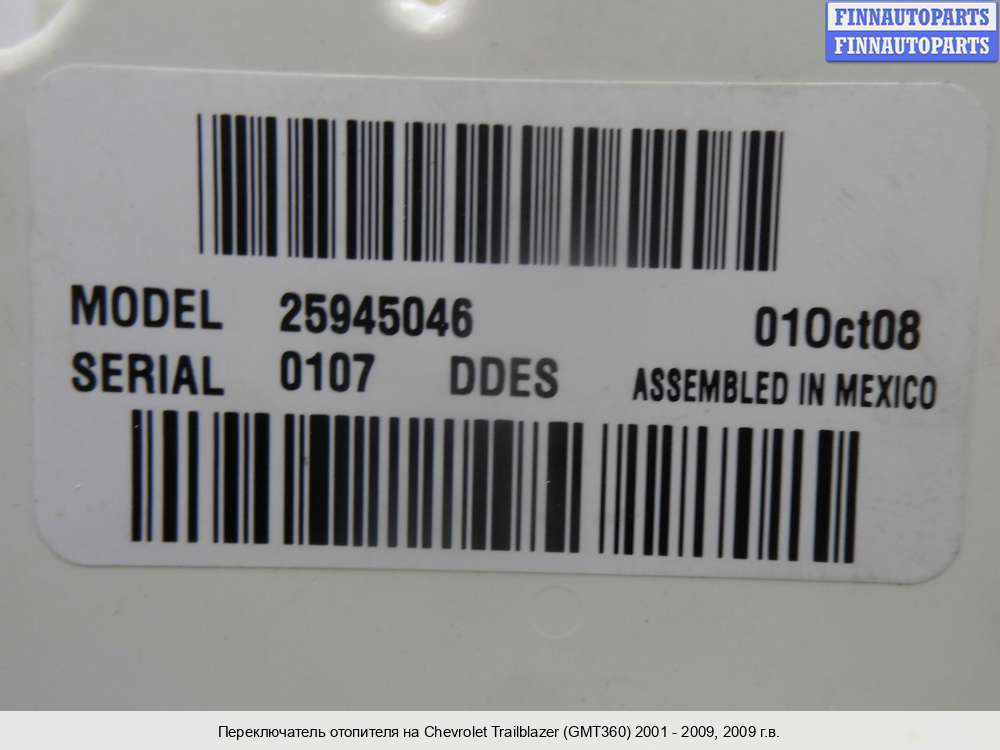 FINNAUTOPARTS
FINNAUTOPARTS
MODEL 25945046 01Oct08
SERIAL 0107 DDES ASSEMBLED IN MEXICO
Переключатель отопителя на Chevrolet Trailblazer (GMT360) 2001 - 2009, 2009 г.в.